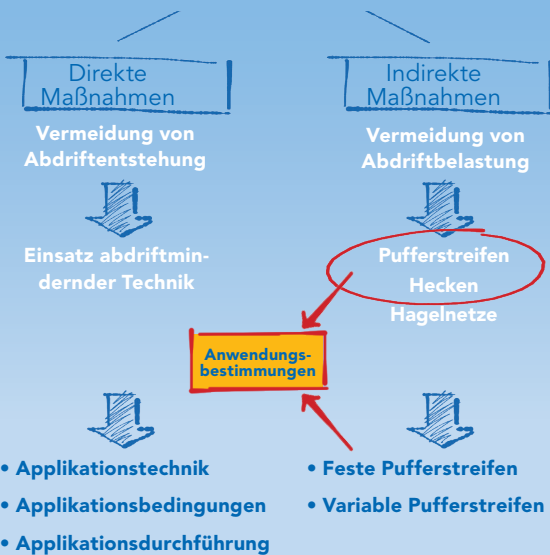 Direkte
Maßnahmen
Vermeidung von
Abdriftentstehung
Einsatz abdriftmin-
dernder Technik
• Applikationstechnik
• Applikationsbedingungen
• Applikationsdurchführung
Indirekte
Maßnahmen
Vermeidung von
Abdriftbelastung
Pufferstreifen
Hecken
Hagelnetze
Anwendungs-
bestimmungen
• Feste Pufferstreifen
• Variable Pufferstreifen